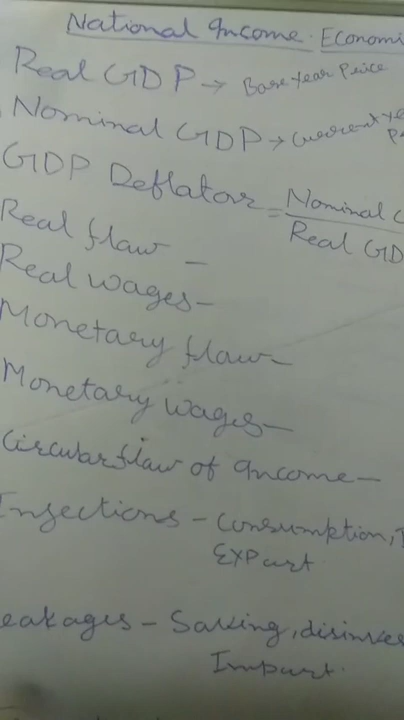 National Income. Economi
Real GDP → Base Year Price
Nominal GDP → Current Ye
GDP Deflator = Nominal G
Real GD
Real flow –
Real wages –
Monetary flow –
Monetary wages –
Circular flow of Income –
Injections – Consumption, I
Export
eakages – Saving, disinves
Import.